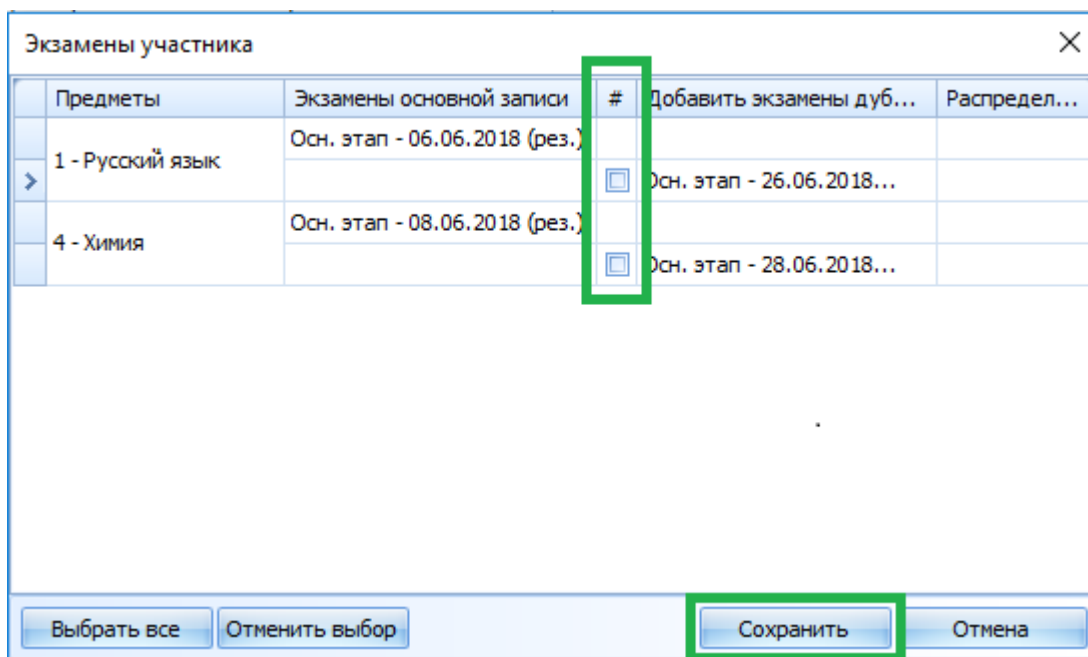 Экзамены участника
Предметы Экзамены основной записи # Добавить экзамены дуб... Распредел...
Осн. этап - 06.06.2018 (рез.)
1 - Русский язык
Осн. этап - 26.06.2018...
Осн. этап - 08.06.2018 (рез.)
4 - Химия
Осн. этап - 28.06.2018...
Выбрать все Отменить выбор Сохранить Отмена